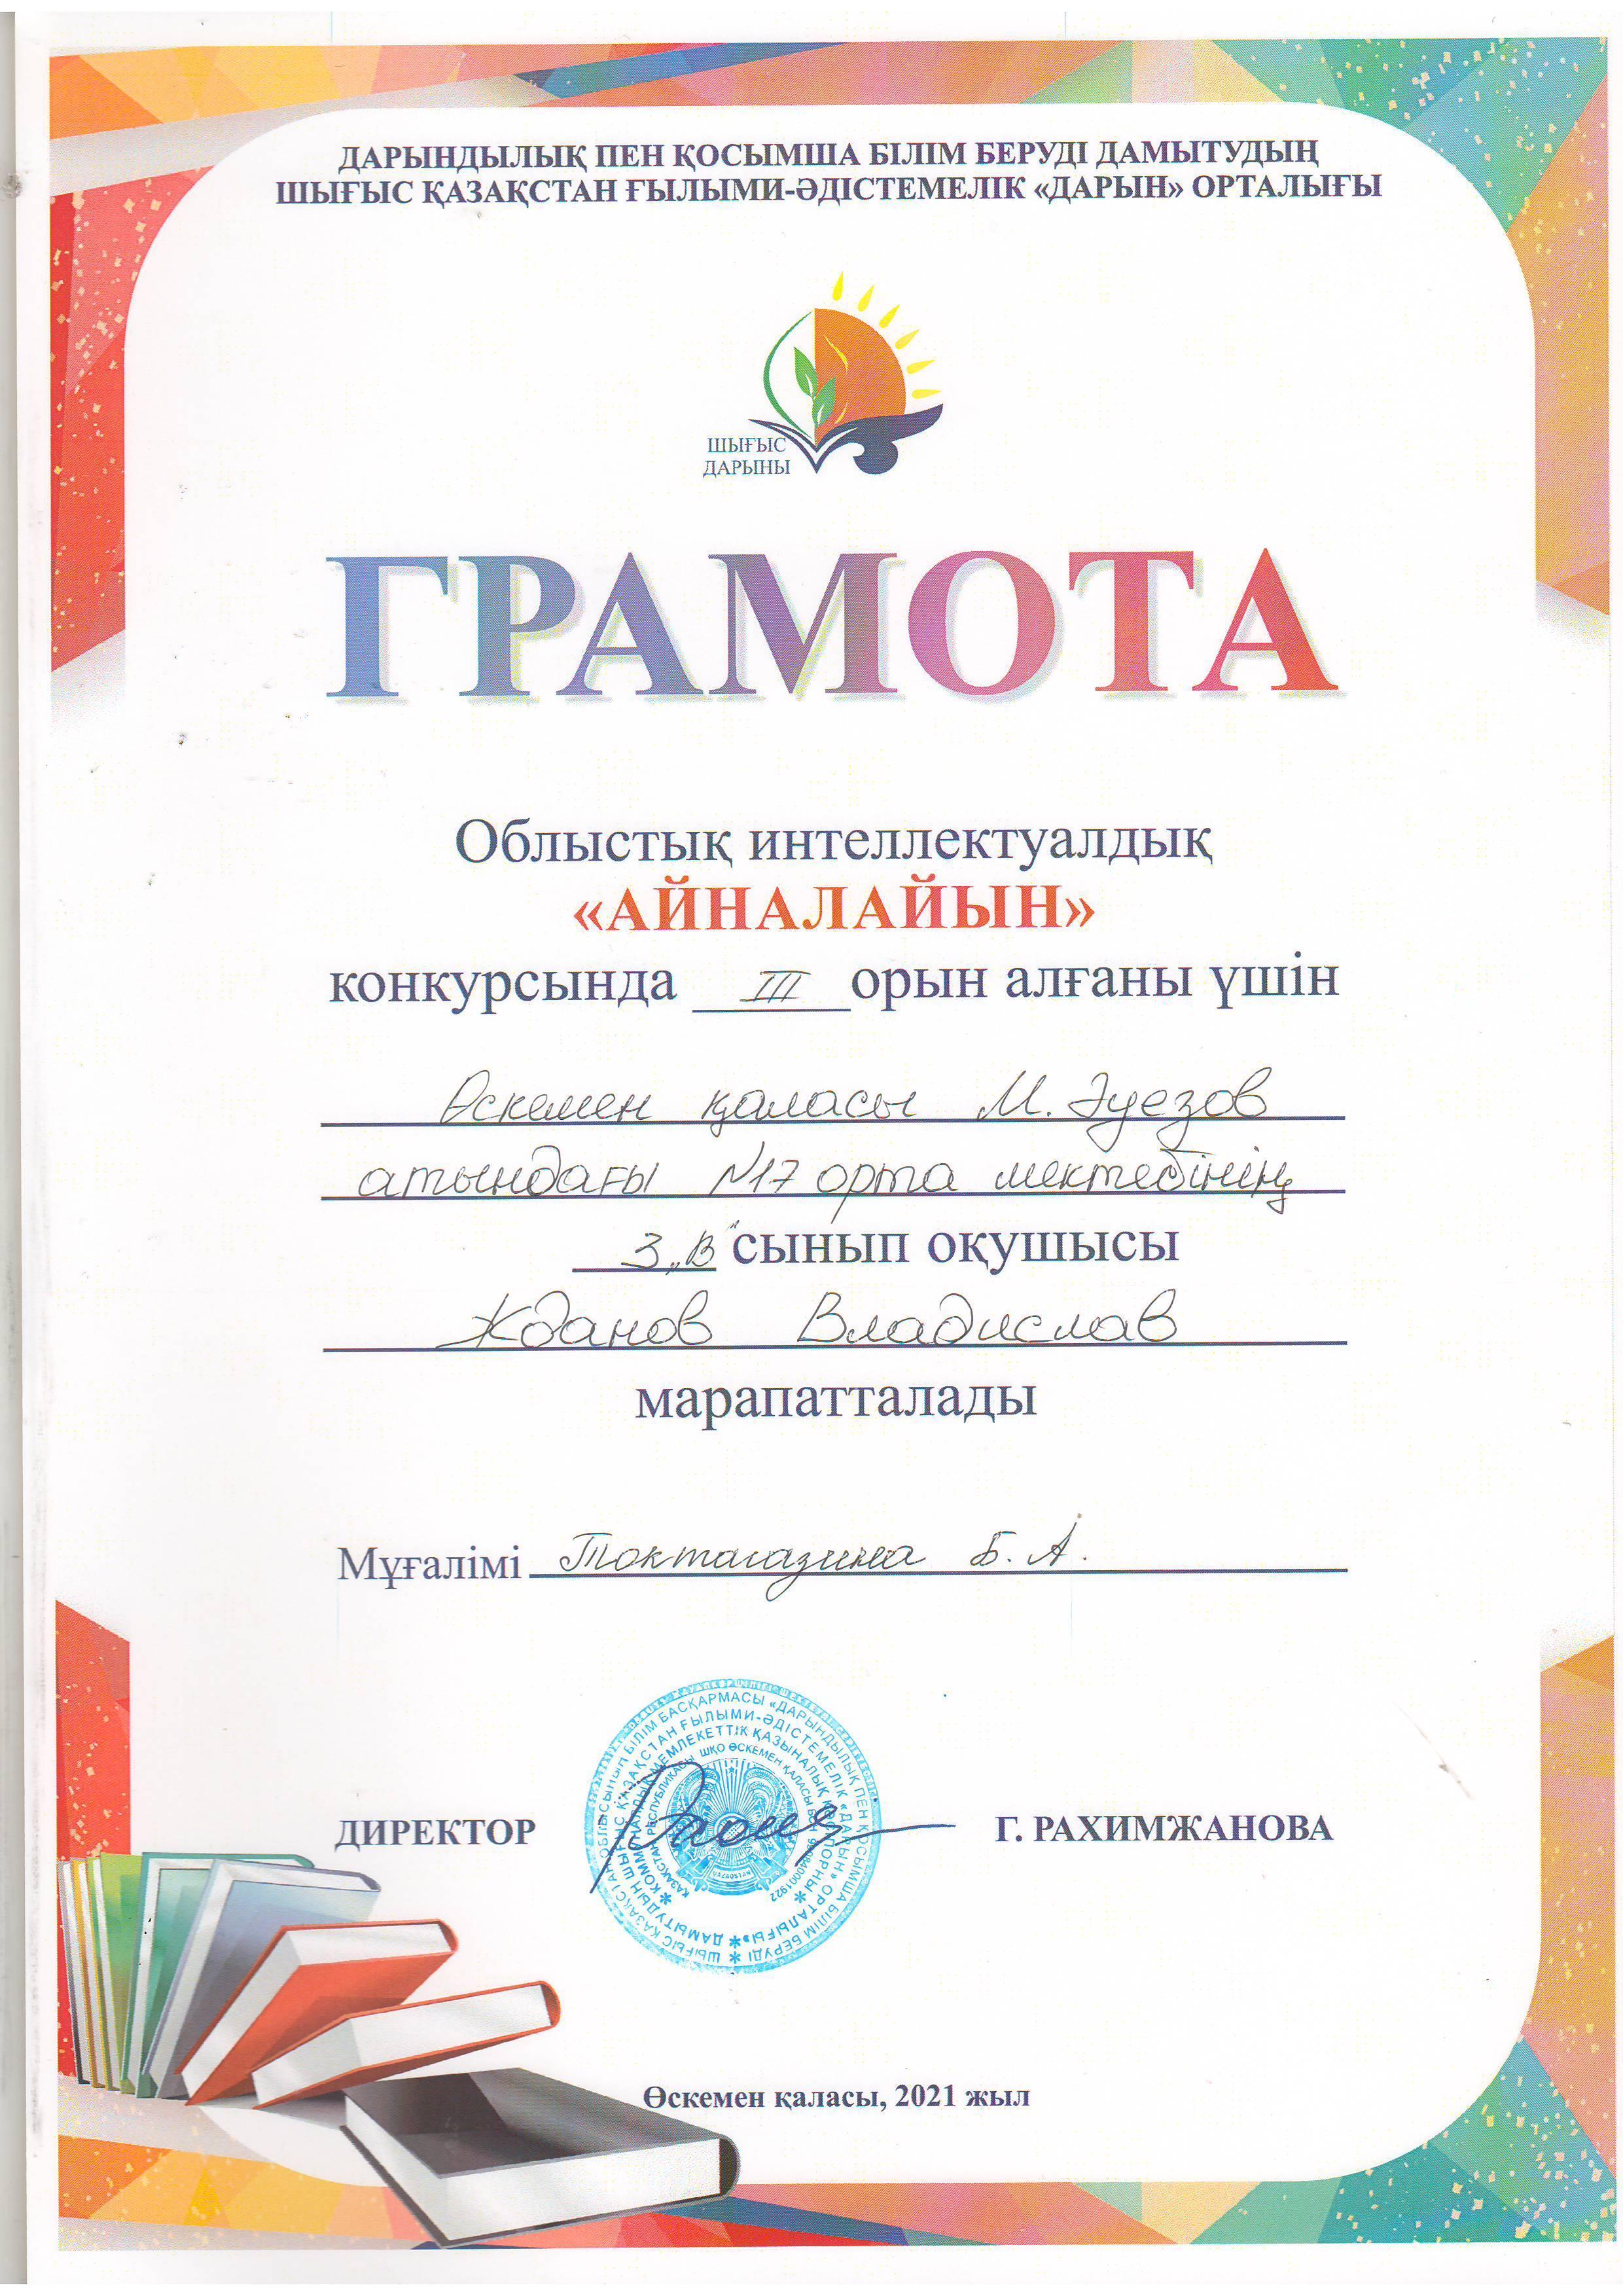 ДАРЫНДЫЛЫҚ ПЕН ҚОСЫМША БІЛІМ БЕРУДІ ДАМЫТУДЫҢ
ШЫҒЫС ҚАЗАҚСТАН ҒЫЛЫМИ-ӘДІСТЕМЕЛІК «ДАРЫН» ОРТАЛЫҒЫ
ШЫҒЫС
ДАРЫНЫ
ГРАМОТА
Облыстық интеллектуалдық
«АЙНАЛАЙЫН»
конкурсында III орын алғаны үшін
Өскемен қаласы М. Әуезов
атындағы №17 орта мектебінің
3 „В" сынып оқушысы
Жданов Владислав
марапатталады
Мұғалімі Токтагазина Б. А.
ДИРЕКТОР Г. РАХИМЖАНОВА
Өскемен қаласы, 2021 жыл